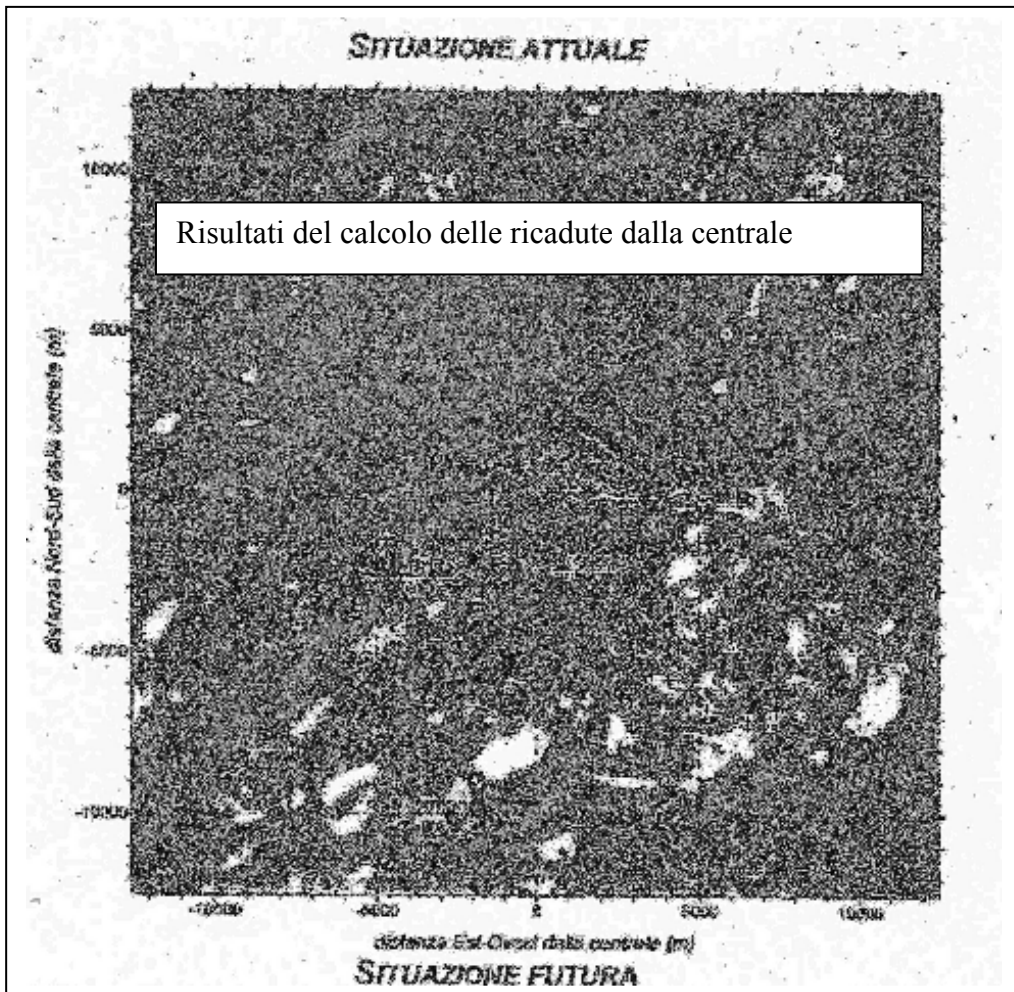 SITUAZIONE ATTUALE
10000
Risultati del calcolo delle ricadute dalla centrale
5000
distanza Nord-Sud dalla centrale (m)
0
-5000
-10000
-10000 -5000 0 5000 10000
distanza Est-Ovest dalla centrale (m)
SITUAZIONE FUTURA